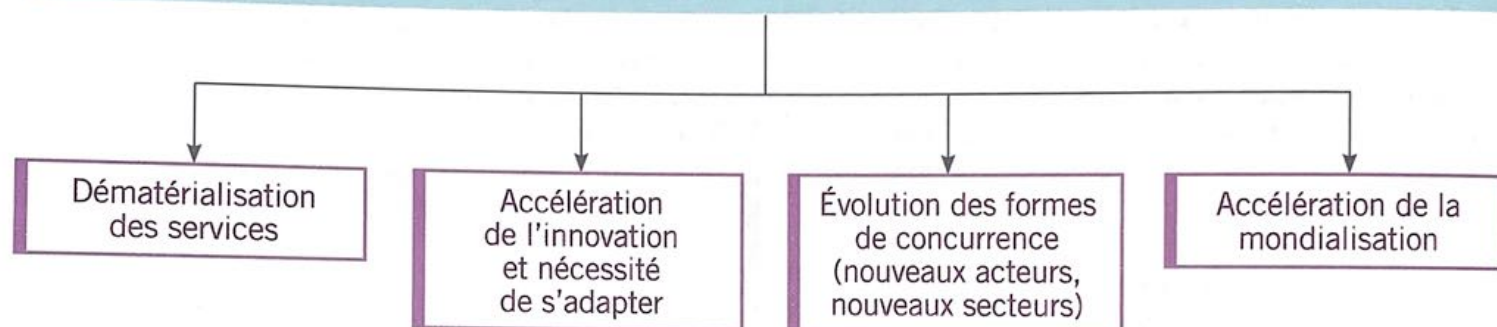 Dématérialisation
des services
Accélération
de l'innovation
et nécessité
de s'adapter
Évolution des formes
de concurrence
(nouveaux acteurs,
nouveaux secteurs)
Accélération de la
mondialisation